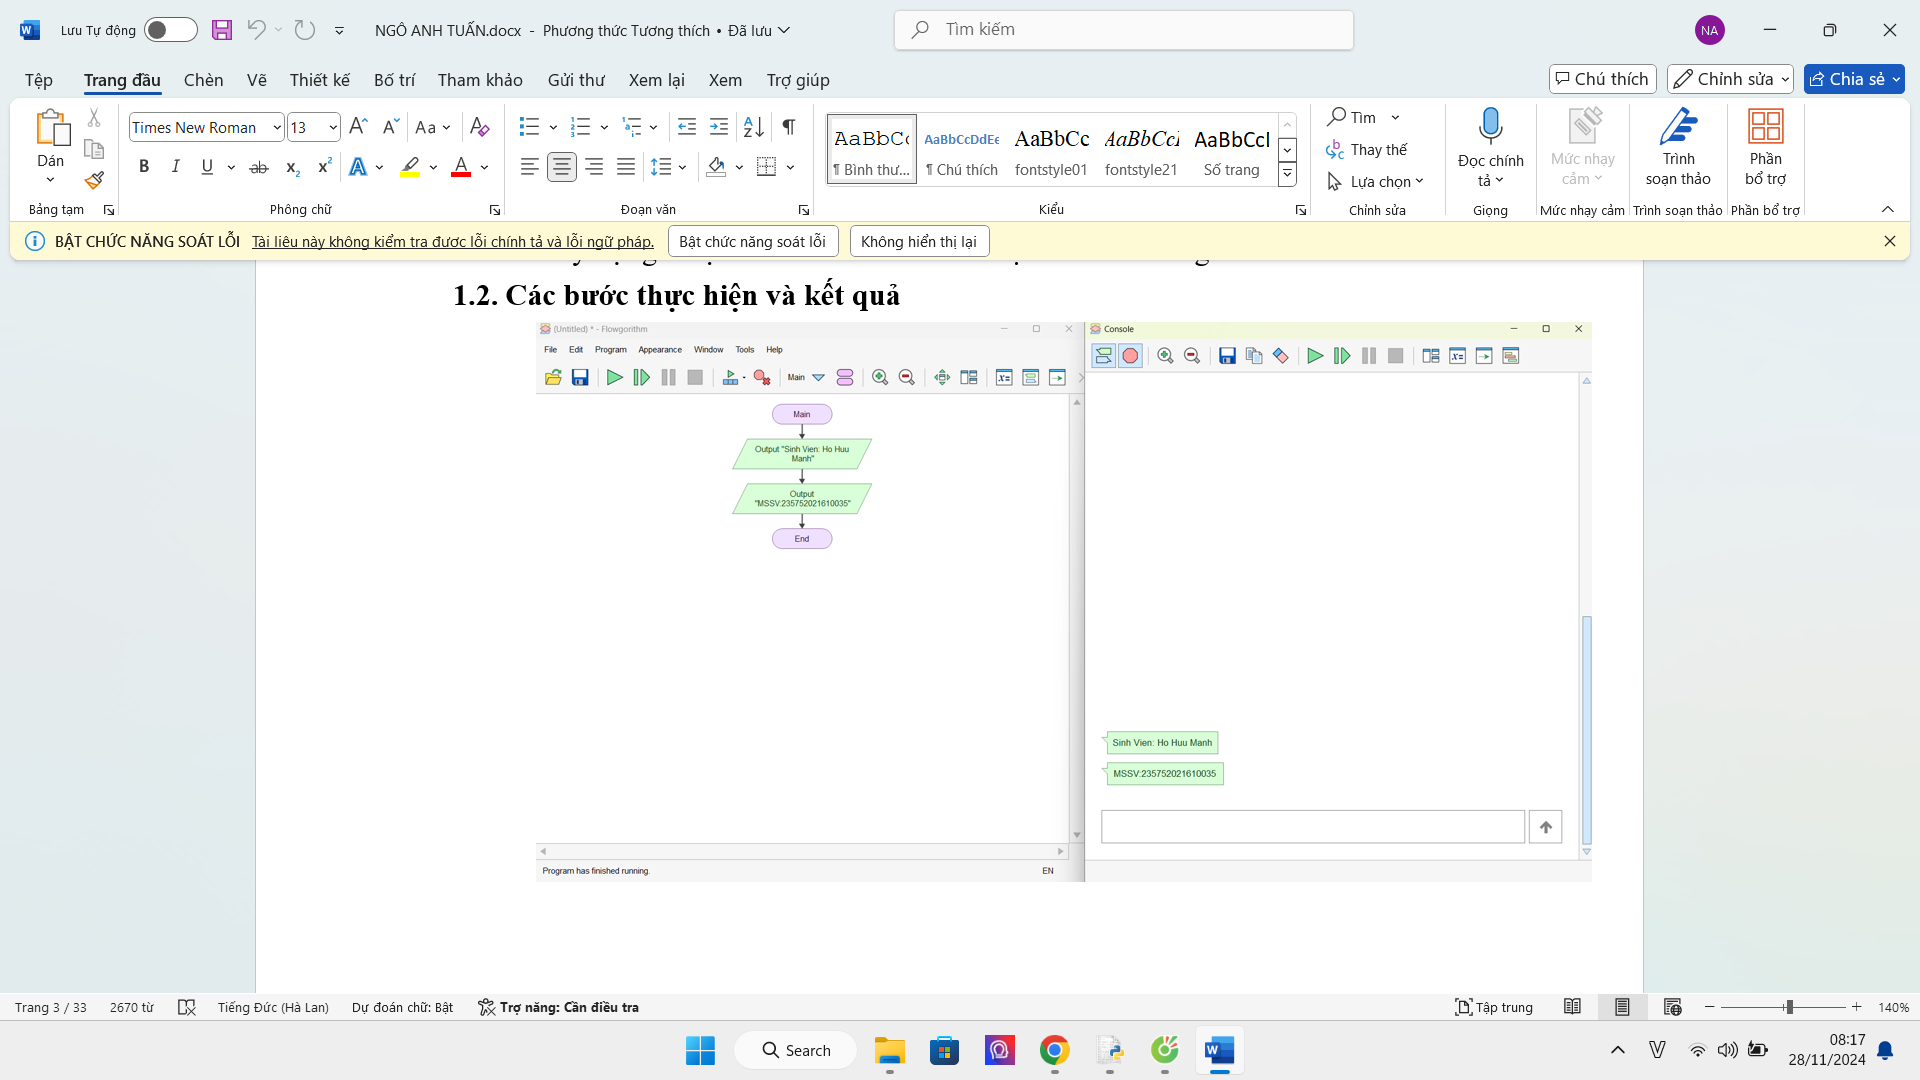 Lưu Tự động
NGÔ ANH TUẤN.docx - Phương thức Tương thích • Đã lưu
Tìm kiếm
NA
Tệp
Trang đầu
Chèn
Vẽ
Thiết kế
Bố trí
Tham khảo
Gửi thư
Xem lại
Xem
Trợ giúp
Chú thích
Chỉnh sửa
Chia sẻ
Dán
Times New Roman
13
Aa
AaBbCc
¶ Bình thư...
AaBbCcDdEe
¶ Chú thích
AaBbCc
fontstyle01
AaBbCcI
fontstyle21
AaBbCcI
Số trang
Tìm
Thay thế
Lựa chọn
Đọc chính
tả
Mức nhạy
cảm
Trình
soạn thảo
Phần
bổ trợ
Bảng tạm
Phông chữ
Đoạn văn
Kiểu
Chỉnh sửa
Giọng
Mức nhạy cảm
Trình soạn thảo
Phần bổ trợ
BẬT CHỨC NĂNG SOÁT LỖI
Tài liệu này không kiểm tra được lỗi chính tả và lỗi ngữ pháp.
Bật chức năng soát lỗi
Không hiển thị lại
1.2. Các bước thực hiện và kết quả
(Untitled) * - Flowgorithm
File Edit Program Appearance Window Tools Help
Main
Main
Output "Sinh Vien: Ho Huu
Manh"
Output
"MSSV:235752021610035"
End
Program has finished running.
EN
Console
Sinh Vien: Ho Huu Manh
MSSV:235752021610035
Trang 3 / 33
2670 từ
Tiếng Đức (Hà Lan)
Dự đoán chữ: Bật
Trợ năng: Cần điều tra
Tập trung
140%
Search
08:17
28/11/2024